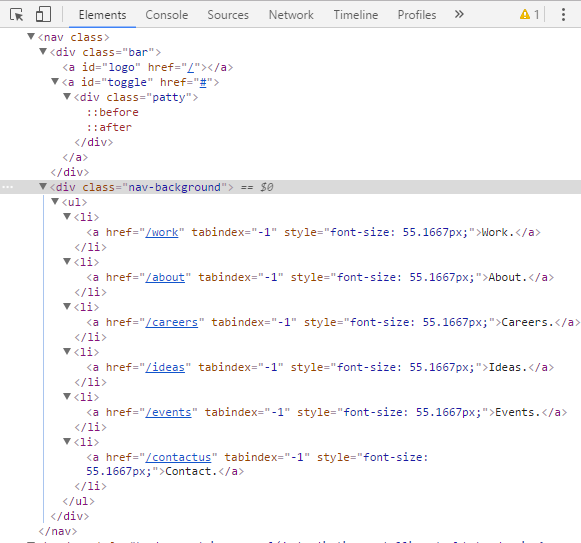 Elements Console Sources Network Timeline Profiles » 1
<nav class>
<div class="bar">
<a id="logo" href="/"></a>
<a id="toggle" href="#">
<div class="patty">
::before
::after
</div>
</a>
</div>
... <div class="nav-background"> == $0
<ul>
<li>
<a href="/work" tabindex="-1" style="font-size: 55.1667px;">Work.</a>
</li>
<li>
<a href="/about" tabindex="-1" style="font-size: 55.1667px;">About.</a>
</li>
<li>
<a href="/careers" tabindex="-1" style="font-size: 55.1667px;">Careers.</a>
</li>
<li>
<a href="/ideas" tabindex="-1" style="font-size: 55.1667px;">Ideas.</a>
</li>
<li>
<a href="/events" tabindex="-1" style="font-size: 55.1667px;">Events.</a>
</li>
<li>
<a href="/contactus" tabindex="-1" style="font-size:
55.1667px;">Contact.</a>
</li>
</ul>
</div>
</nav>